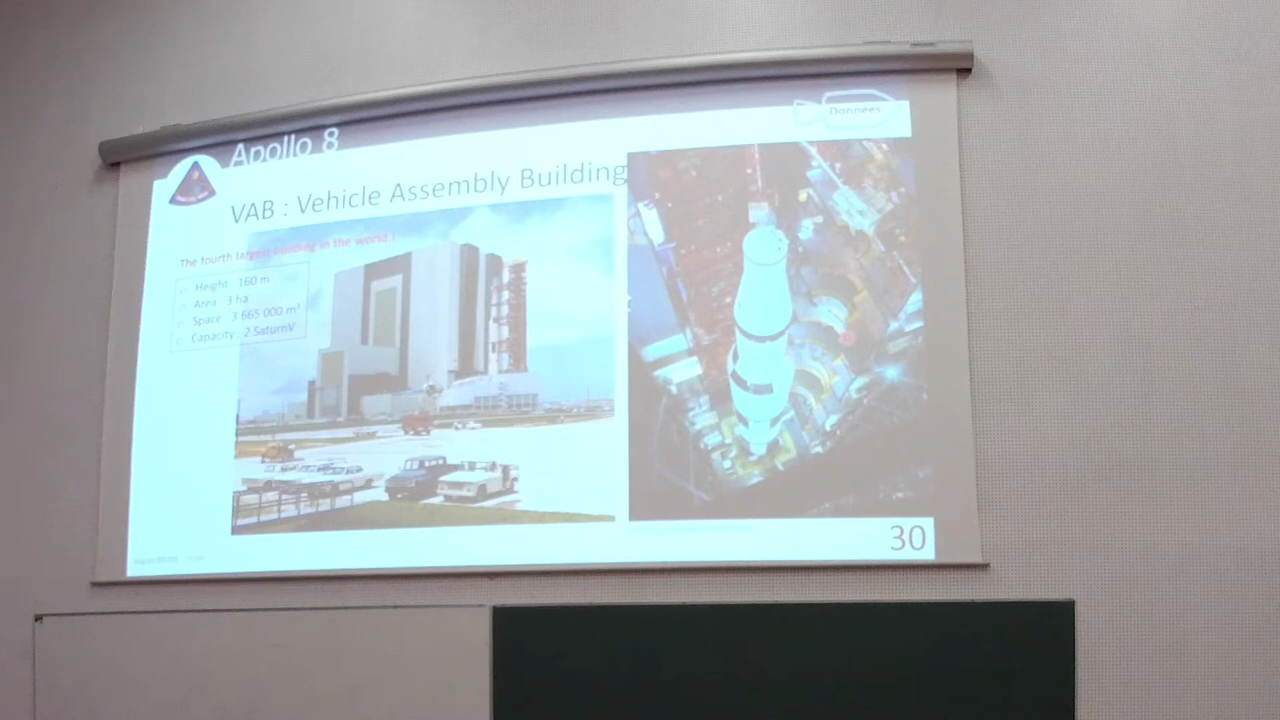 Apollo 8
Données
VAB : Vehicle Assembly Building
The fourth largest building in the world !
Height : 160 m
Area : 3 ha
Space : 3 665 000 m³
Capacity : 2 SaturnV
30